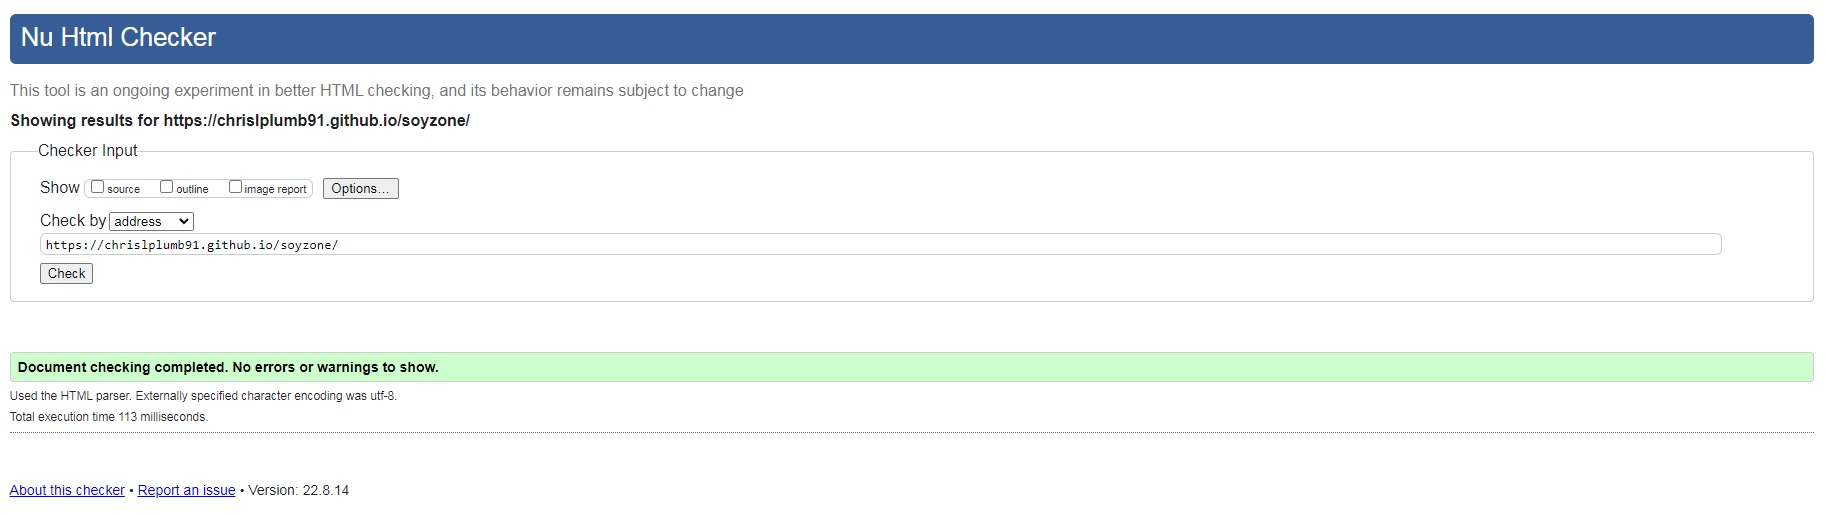 Nu Html Checker
This tool is an ongoing experiment in better HTML checking, and its behavior remains subject to change
Showing results for https://chrislplumb91.github.io/soyzone/
Checker Input
Show source outline image report Options...
Check by address
https://chrislplumb91.github.io/soyzone/
Check
Document checking completed. No errors or warnings to show.
Used the HTML parser. Externally specified character encoding was utf-8.
Total execution time 113 milliseconds.
About this checker • Report an issue • Version: 22.8.14